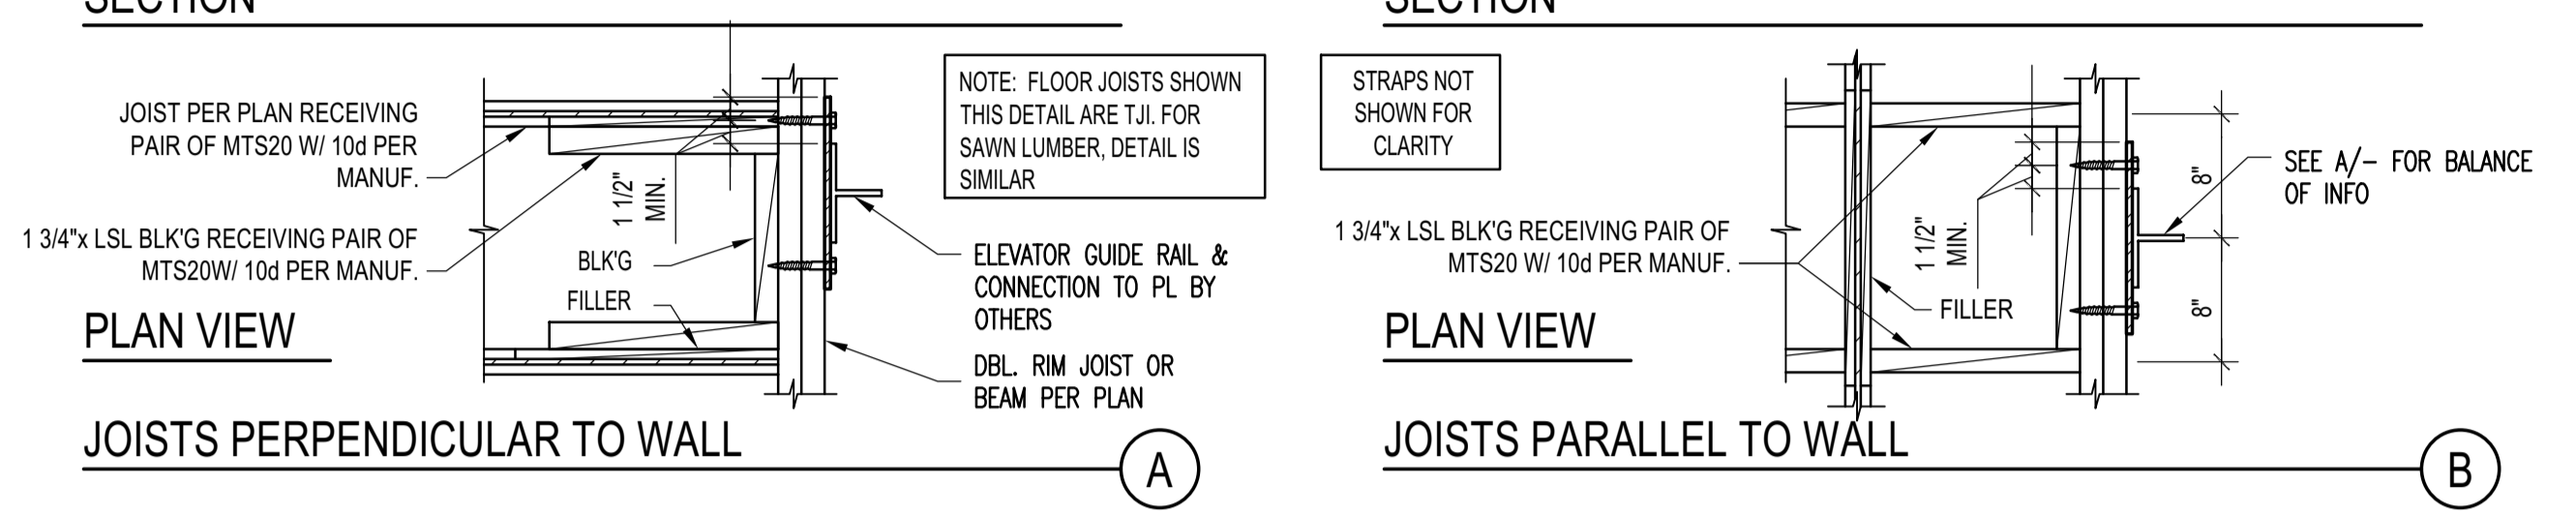 SECTION
JOIST PER PLAN RECEIVING
PAIR OF MTS20 W/ 10d PER
MANUF.
1 3/4"x LSL BLK'G RECEIVING PAIR OF
MTS20W/ 10d PER MANUF.
1 1/2"
MIN.
BLK'G
FILLER
NOTE: FLOOR JOISTS SHOWN
THIS DETAIL ARE TJI. FOR
SAWN LUMBER, DETAIL IS
SIMILAR
ELEVATOR GUIDE RAIL &
CONNECTION TO PL BY
OTHERS
DBL. RIM JOIST OR
BEAM PER PLAN
PLAN VIEW
JOISTS PERPENDICULAR TO WALL
A
SECTION
STRAPS NOT
SHOWN FOR
CLARITY
1 3/4"x LSL BLK'G RECEIVING PAIR OF
MTS20 W/ 10d PER MANUF.
1 1/2"
MIN.
FILLER
8"
8"
SEE A/- FOR BALANCE
OF INFO
PLAN VIEW
JOISTS PARALLEL TO WALL
B